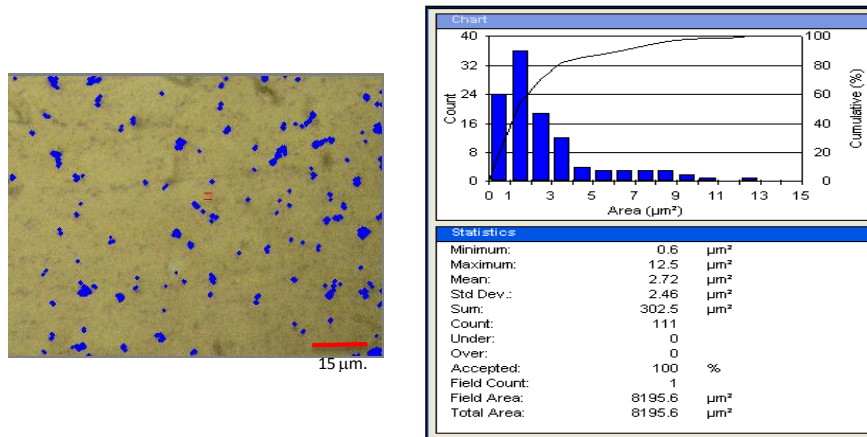 15 µm.
Chart
40
32
24
16
8
0
Count
100
80
60
40
20
0
Cumulative (%)
0 1 3 5 7 9 11 13 15
Area (µm²)
Statistics
Minimum: 0.6 µm²
Maximum: 12.5 µm²
Mean: 2.72 µm²
Std Dev.: 2.46 µm²
Sum: 302.5 µm²
Count: 111
Under: 0
Over: 0
Accepted: 100 %
Field Count: 1
Field Area: 8195.6 µm²
Total Area: 8195.6 µm²